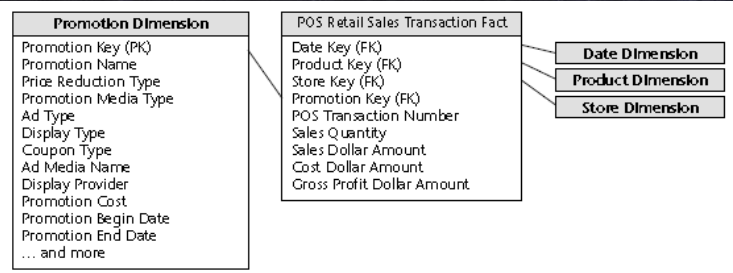 Promotion Dimension
Promotion Key (PK)
Promotion Name
Price Reduction Type
Promotion Media Type
Ad Type
Display Type
Coupon Type
Ad Media Name
Display Provider
Promotion Cost
Promotion Begin Date
Promotion End Date
... and more
POS Retail Sales Transaction Fact
Date Key (FK)
Product Key (FK)
Store Key (FK)
Promotion Key (FK)
POS Transaction Number
Sales Quantity
Sales Dollar Amount
Cost Dollar Amount
Gross Profit Dollar Amount
Date Dimension
Product Dimension
Store Dimension